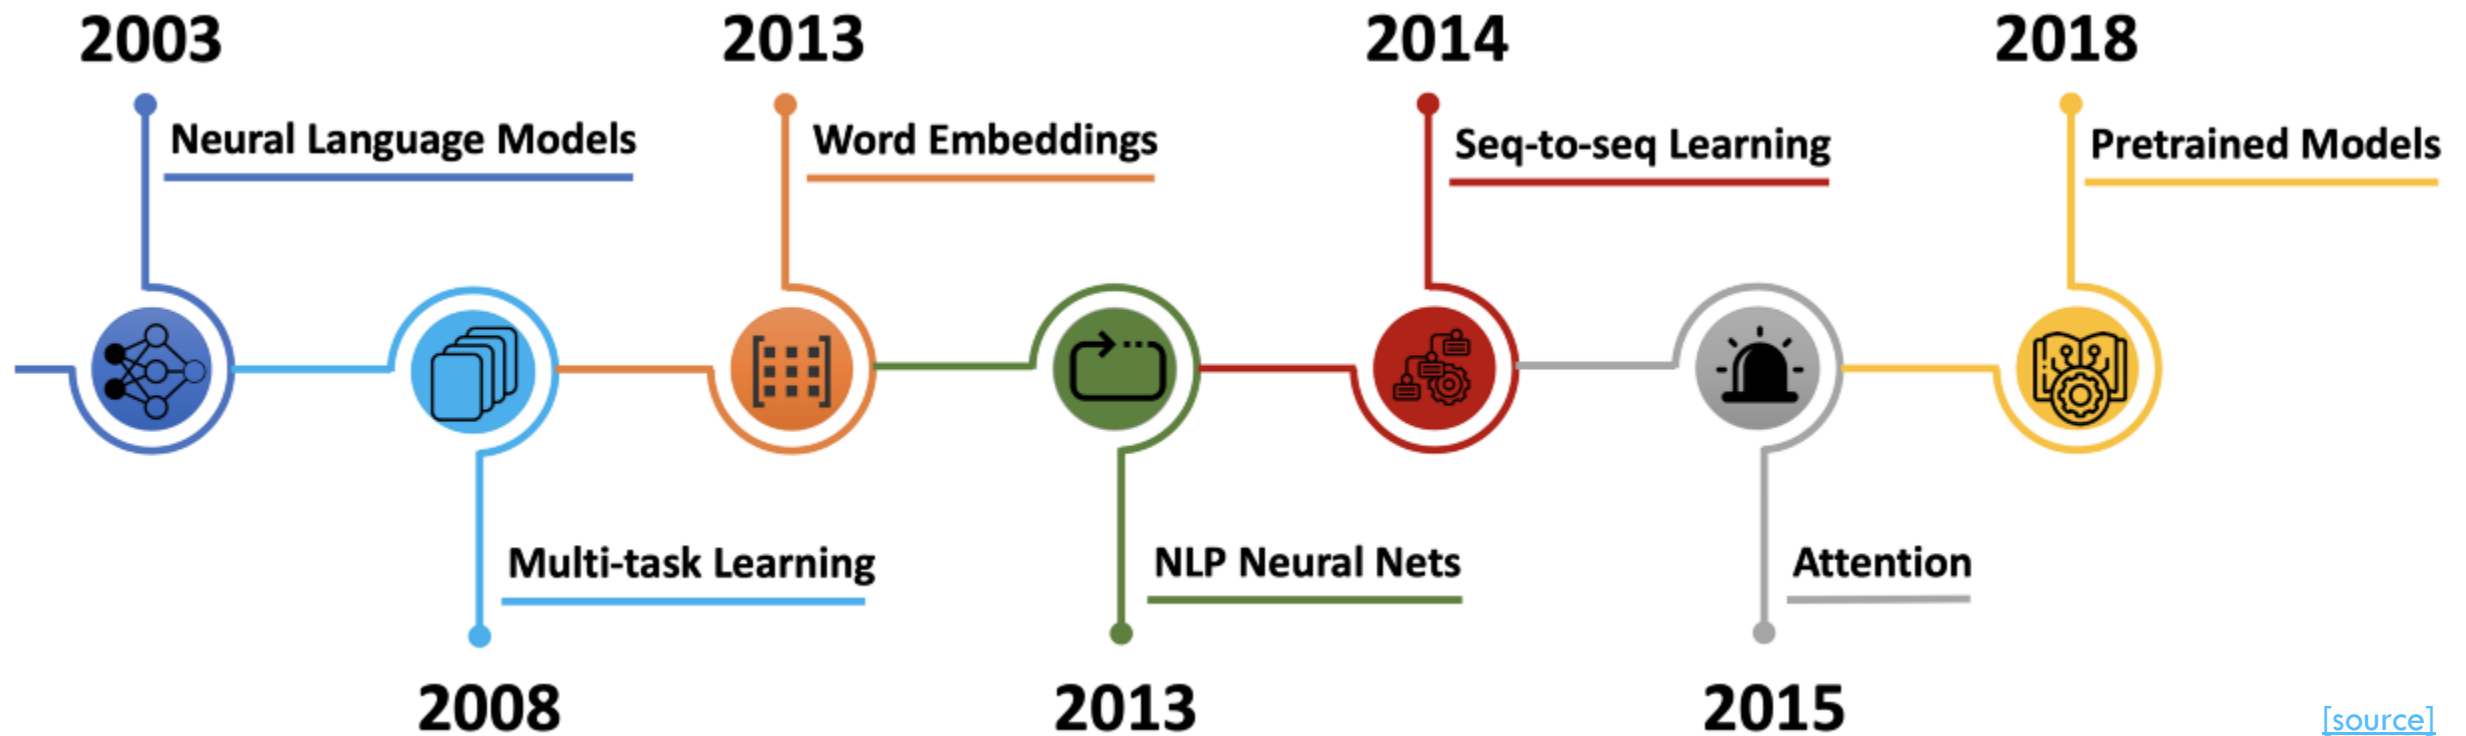 2003
2013
2014
2018
Neural Language Models
Word Embeddings
Seq-to-seq Learning
Pretrained Models
Multi-task Learning
NLP Neural Nets
Attention
2008
2013
2015
[source]